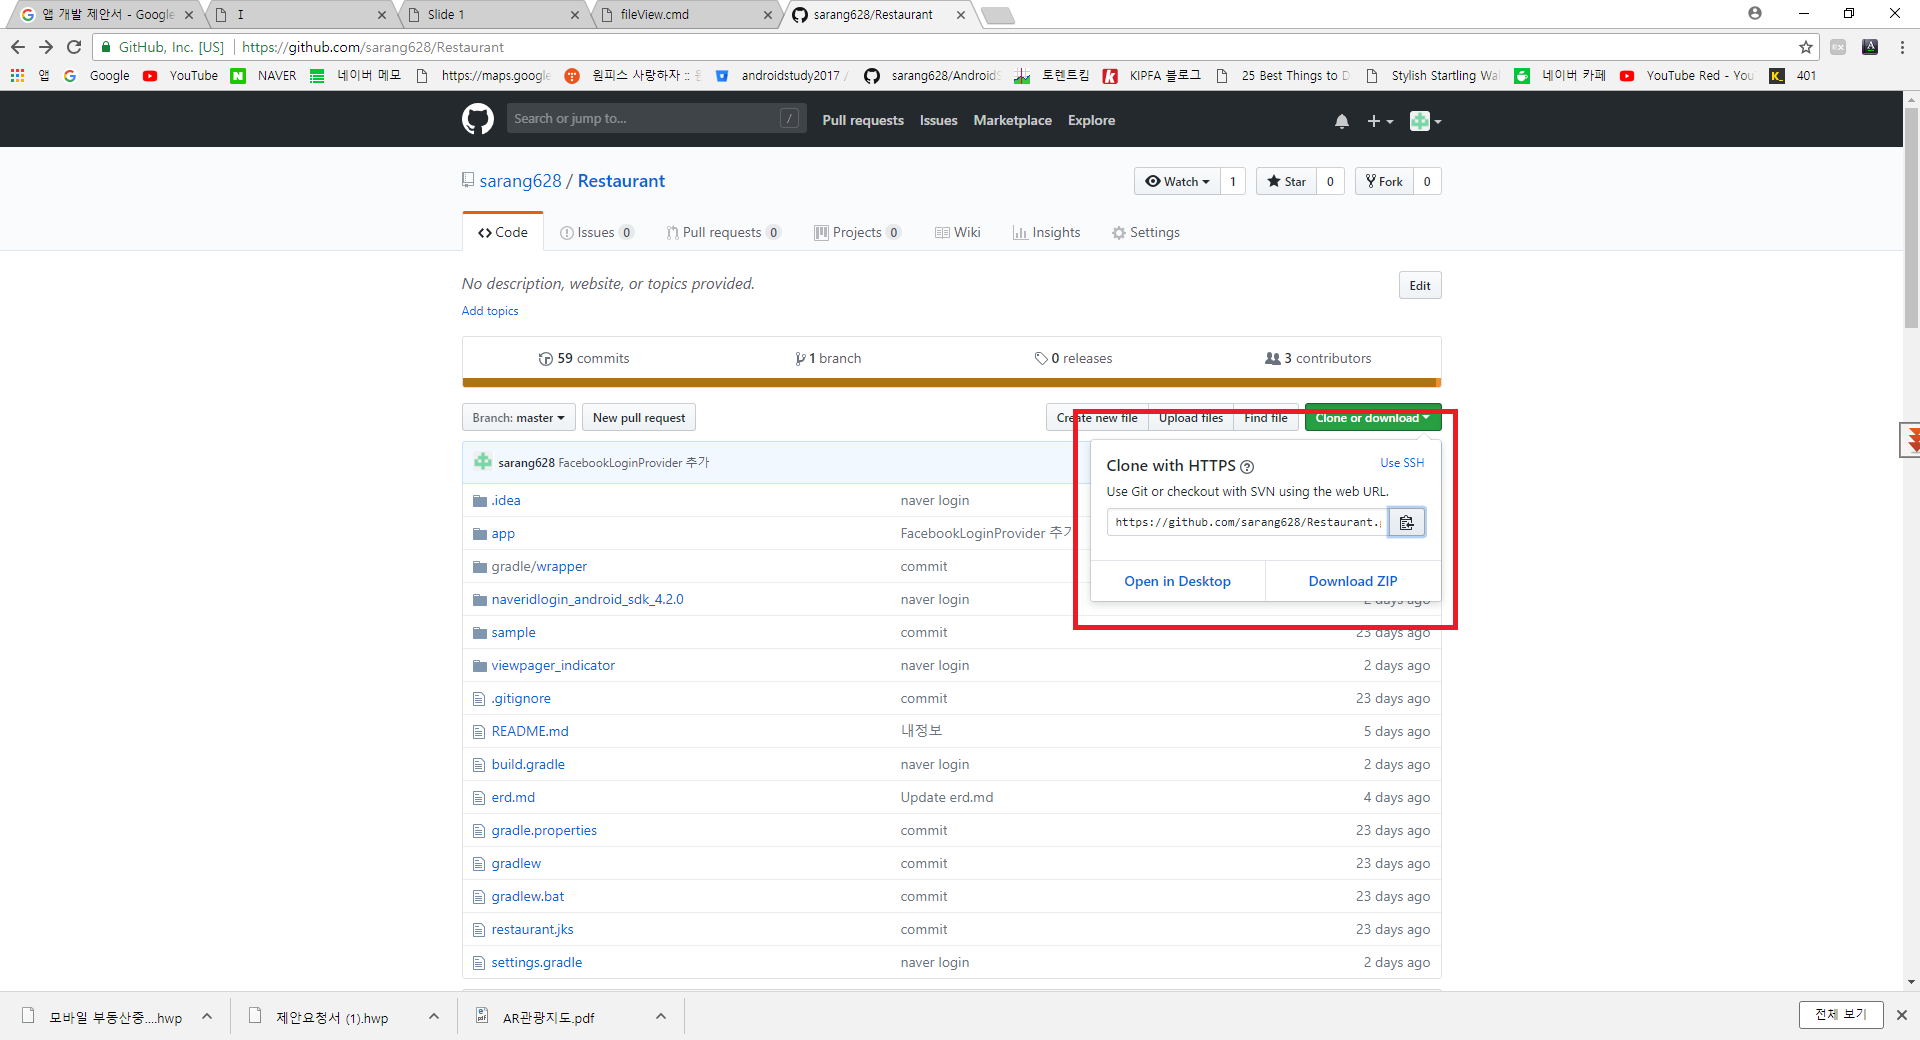 앱 개발 제안서 - Google
I
Slide 1
fileView.cmd
sarang628/Restaurant
GitHub, Inc. [US]
https://github.com/sarang628/Restaurant
앱
Google
YouTube
NAVER
네이버 메모
https://maps.google
원피스 사랑하자 ::
androidstudy2017 /
sarang628/AndroidS
토렌트킴
KIPFA 블로그
25 Best Things to D
Stylish Startling Wal
네이버 카페
YouTube Red - You
401
Search or jump to...
/
Pull requests
Issues
Marketplace
Explore
sarang628 / Restaurant
Watch 1
Star 0
Fork 0
Code
Issues 0
Pull requests 0
Projects 0
Wiki
Insights
Settings
No description, website, or topics provided.
Edit
Add topics
59 commits
1 branch
0 releases
3 contributors
Branch: master
New pull request
Create new file
Upload files
Find file
Clone or download
sarang628 FacebookLoginProvider 추가
Clone with HTTPS
Use SSH
Use Git or checkout with SVN using the web URL.
https://github.com/sarang628/Restaurant.
Open in Desktop
Download ZIP
.idea naver login
app FacebookLoginProvider 추가
gradle/wrapper commit
naveridlogin_android_sdk_4.2.0 naver login 2 days ago
sample commit 23 days ago
viewpager_indicator naver login 2 days ago
.gitignore commit 23 days ago
README.md 내정보 5 days ago
build.gradle naver login 2 days ago
erd.md Update erd.md 4 days ago
gradle.properties commit 23 days ago
gradlew commit 23 days ago
gradlew.bat commit 23 days ago
restaurant.jks commit 23 days ago
settings.gradle naver login 2 days ago
모바일 부동산중....hwp
제안요청서 (1).hwp
AR관광지도.pdf
전체 보기